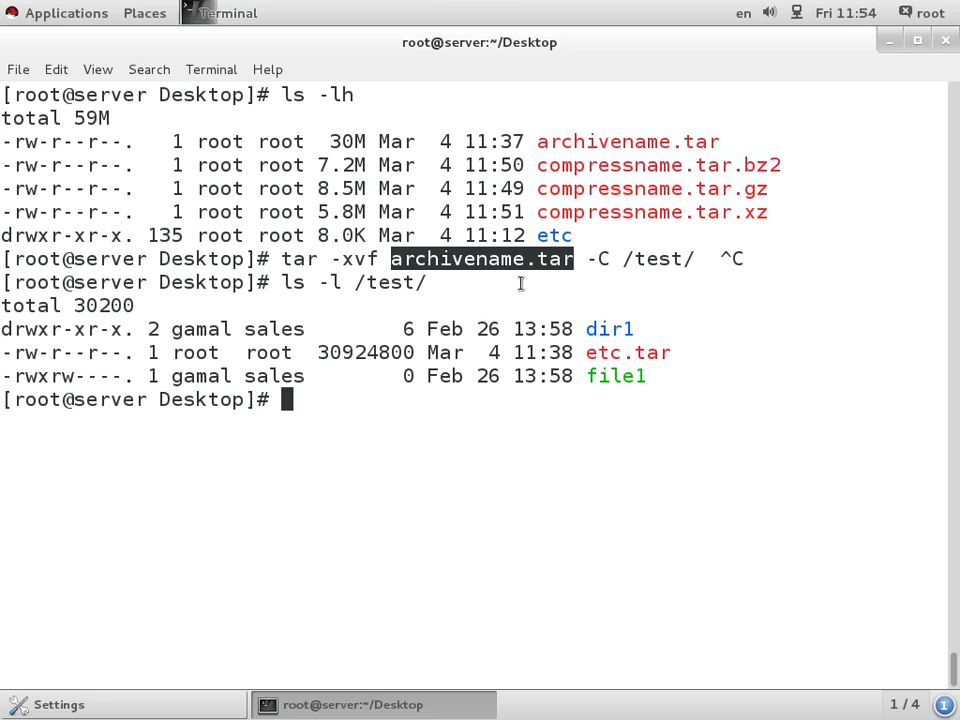 Applications Places Terminal en Fri 11:54 root
root@server:~/Desktop
File Edit View Search Terminal Help
[root@server Desktop]# ls -lh
total 59M
-rw-r--r--. 1 root root 30M Mar 4 11:37 archivename.tar
-rw-r--r--. 1 root root 7.2M Mar 4 11:50 compressname.tar.bz2
-rw-r--r--. 1 root root 8.5M Mar 4 11:49 compressname.tar.gz
-rw-r--r--. 1 root root 5.8M Mar 4 11:51 compressname.tar.xz
drwxr-xr-x. 135 root root 8.0K Mar 4 11:12 etc
[root@server Desktop]# tar -xvf archivename.tar -C /test/ ^C
[root@server Desktop]# ls -l /test/
total 30200
drwxr-xr-x. 2 gamal sales 6 Feb 26 13:58 dir1
-rw-r--r--. 1 root root 30924800 Mar 4 11:38 etc.tar
-rwxrw----. 1 gamal sales 0 Feb 26 13:58 file1
[root@server Desktop]#
Settings root@server:~/Desktop 1 / 4 1